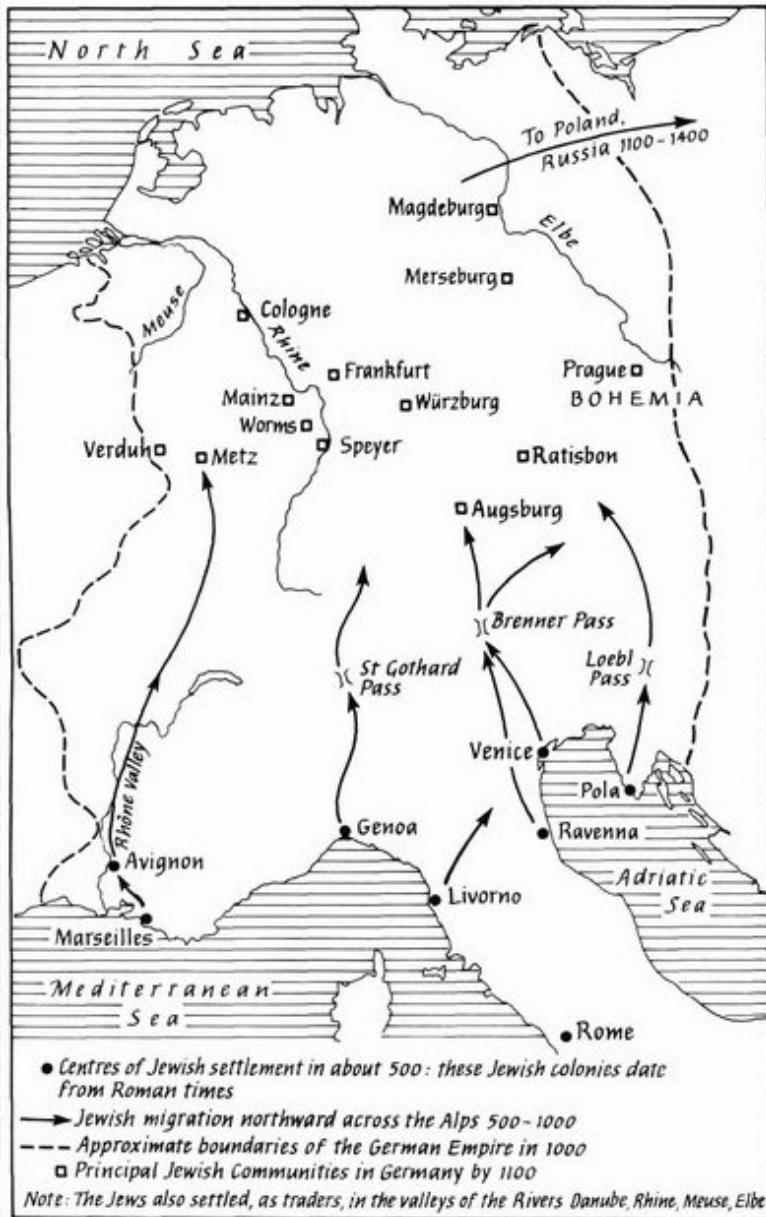 North Sea
To Poland,
Russia 1100-1400
Magdeburg
Elbe
Merseburg
Meuse
Cologne
Rhine
Frankfurt
Prague
BOHEMIA
Mainz
Würzburg
Worms
Verdun
Metz
Speyer
Ratisbon
Augsburg
Brenner Pass
St Gothard
Pass
Loebl
Pass
Venice
Pola
Rhône Valley
Genoa
Ravenna
Avignon
Adriatic
Sea
Livorno
Marseilles
Mediterranean
Sea
Rome
Centres of Jewish settlement in about 500: these Jewish colonies date
from Roman times
Jewish migration northward across the Alps 500-1000
Approximate boundaries of the German Empire in 1000
Principal Jewish Communities in Germany by 1100
Note: The Jews also settled, as traders, in the valleys of the Rivers Danube, Rhine, Meuse, Elbe